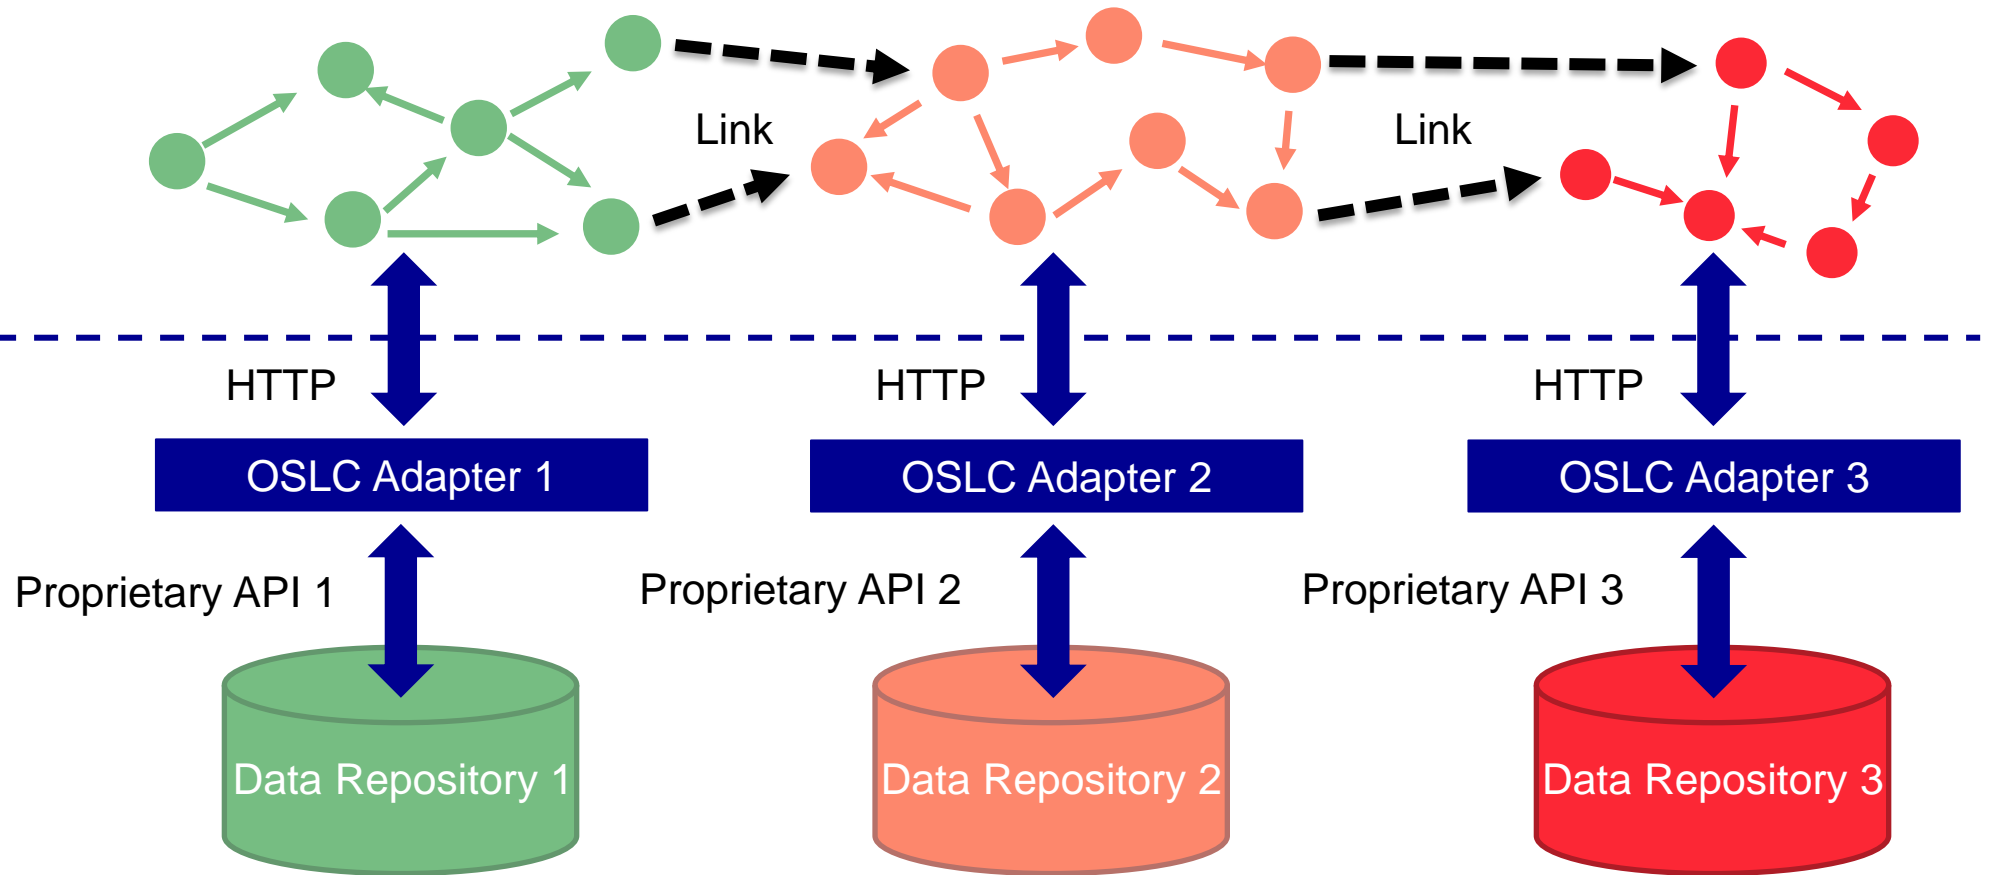 Link
Link
HTTP
HTTP
HTTP
OSLC Adapter 1
OSLC Adapter 2
OSLC Adapter 3
Proprietary API 1
Proprietary API 2
Proprietary API 3
Data Repository 1
Data Repository 2
Data Repository 3